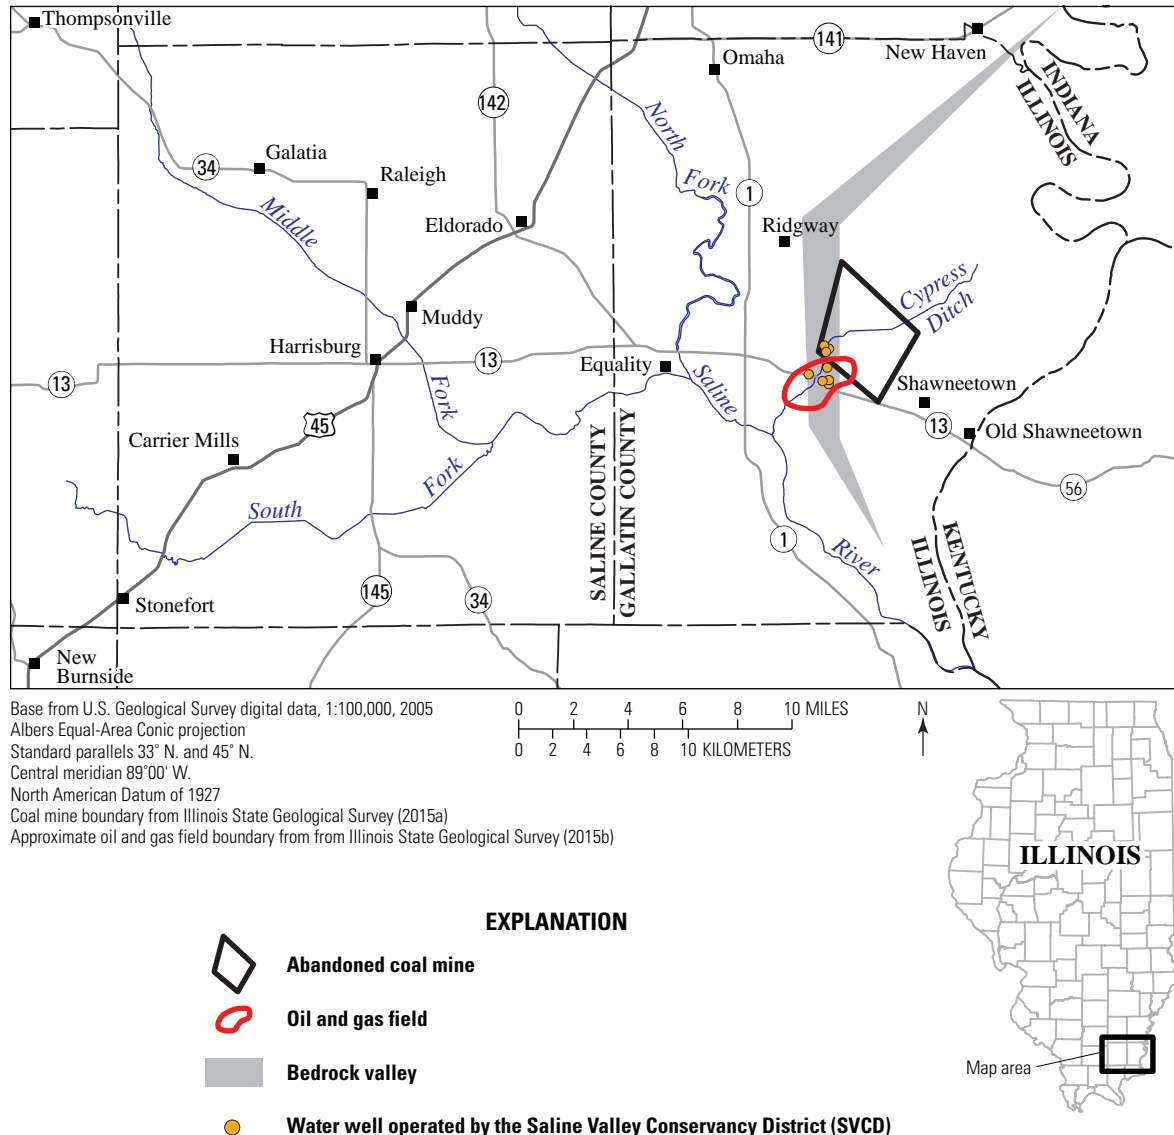 Thompsonville
141
New Haven
Omaha
142
North
INDIANA
ILLINOIS
Galatia
34
Raleigh
Fork
1
Middle
Eldorado
Ridgway
Cypress
Ditch
Muddy
Harrisburg
13
Equality
13
Fork
Saline
Shawneetown
13
Old Shawneetown
45
Carrier Mills
Fork
SALINE COUNTY
GALLATIN COUNTY
56
South
1
River
KENTUCKY
ILLINOIS
145
34
Stonefort
New
Burnside
Base from U.S. Geological Survey digital data, 1:100,000, 2005
Albers Equal-Area Conic projection
Standard parallels 33° N. and 45° N.
Central meridian 89°00' W.
North American Datum of 1927
Coal mine boundary from Illinois State Geological Survey (2015a)
Approximate oil and gas field boundary from from Illinois State Geological Survey (2015b)
0 2 4 6 8 10 MILES
0 2 4 6 8 10 KILOMETERS
N
ILLINOIS
Map area
EXPLANATION
Abandoned coal mine
Oil and gas field
Bedrock valley
Water well operated by the Saline Valley Conservancy District (SVCD)